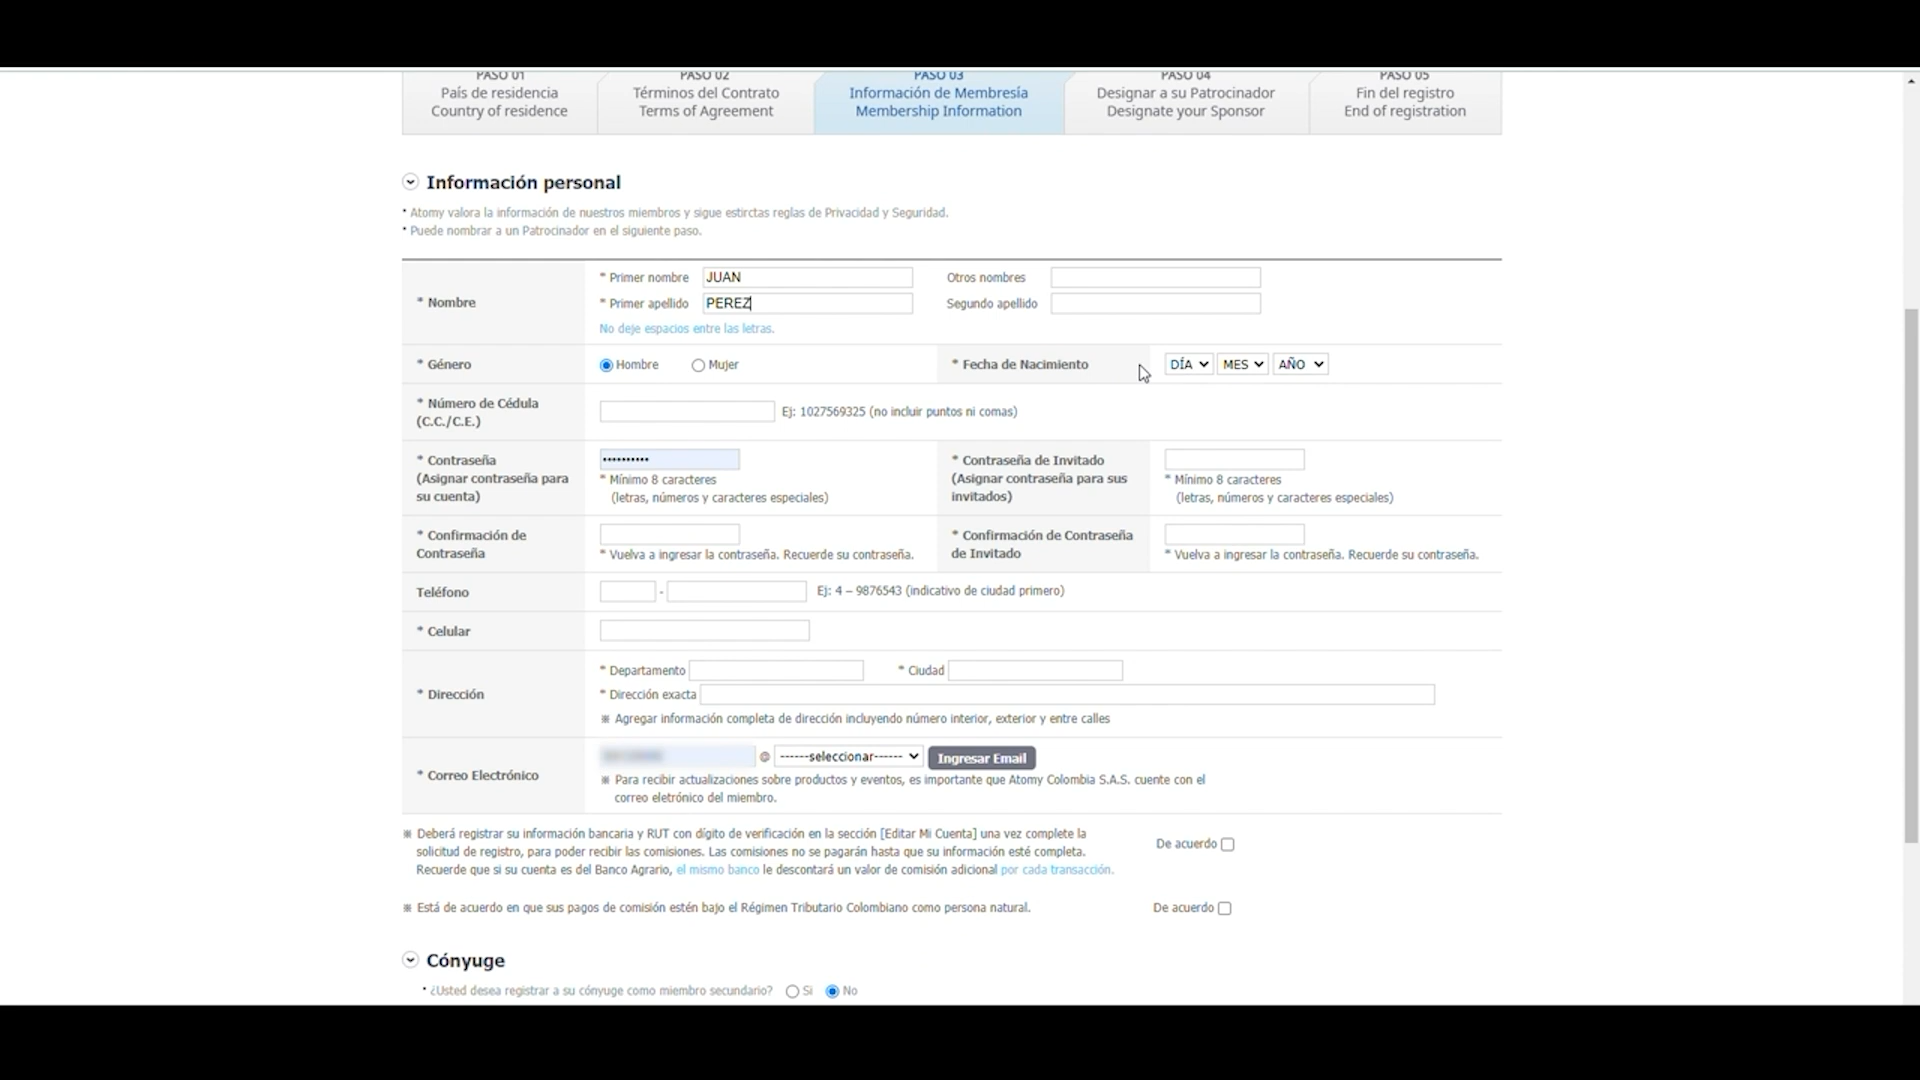 PASO 01
PASO 02
PASO 03
PASO 04
PASO 05
País de residencia
Country of residence
Términos del Contrato
Terms of Agreement
Información de Membresía
Membership Information
Designar a su Patrocinador
Designate your Sponsor
Fin del registro
End of registration
Información personal
· Atomy valora la información de nuestros miembros y sigue estirctas reglas de Privacidad y Seguridad.
· Puede nombrar a un Patrocinador en el siguiente paso.
* Nombre
* Primer nombre JUAN Otros nombres
* Primer apellido PEREZ Segundo apellido
No deje espacios entre las letras.
* Género Hombre Mujer * Fecha de Nacimiento DÍA MES AÑO
* Número de Cédula
(C.C./C.E.)
Ej: 1027569325 (no incluir puntos ni comas)
* Contraseña
(Asignar contraseña para
su cuenta)
••••••••••
* Mínimo 8 caracteres
(letras, números y caracteres especiales)
* Contraseña de Invitado
(Asignar contraseña para sus
invitados)
* Mínimo 8 caracteres
(letras, números y caracteres especiales)
* Confirmación de
Contraseña
* Vuelva a ingresar la contraseña. Recuerde su contraseña.
* Confirmación de Contraseña
de Invitado
* Vuelva a ingresar la contraseña. Recuerde su contraseña.
Teléfono - Ej: 4 – 9876543 (indicativo de ciudad primero)
* Celular
* Dirección
* Departamento * Ciudad
* Dirección exacta
※ Agregar información completa de dirección incluyendo número interior, exterior y entre calles
* Correo Electrónico
@ ------seleccionar------ Ingresar Email
※ Para recibir actualizaciones sobre productos y eventos, es importante que Atomy Colombia S.A.S. cuente con el
correo eletrónico del miembro.
※ Deberá registrar su información bancaria y RUT con dígito de verificación en la sección [Editar Mi Cuenta] una vez complete la
solicitud de registro, para poder recibir las comisiones. Las comisiones no se pagarán hasta que su información esté completa.
Recuerde que si su cuenta es del Banco Agrario, el mismo banco le descontará un valor de comisión adicional por cada transacción.
De acuerdo
※ Está de acuerdo en que sus pagos de comisión estén bajo el Régimen Tributario Colombiano como persona natural.
De acuerdo
Cónyuge
· ¿Usted desea registrar a su cónyuge como miembro secundario? Si No